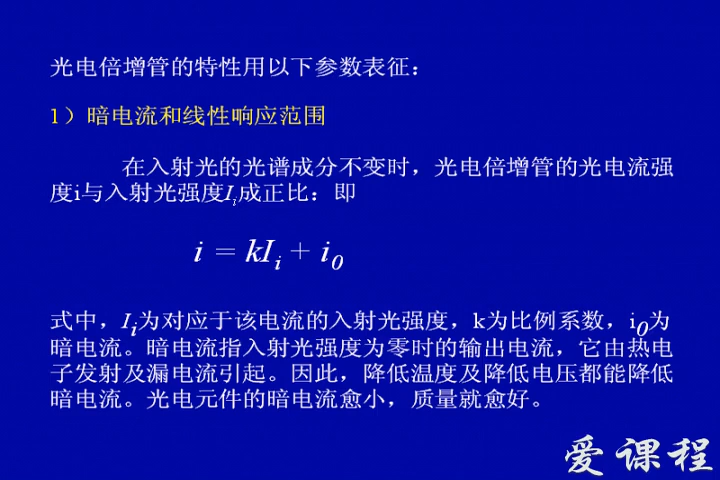 光电倍增管的特性用以下参数表征：
1）暗电流和线性响应范围
在入射光的光谱成分不变时，光电倍增管的光电流强
度i与入射光强度Iᵢ成正比：即
i = kIᵢ + i₀
式中，Iᵢ为对应于该电流的入射光强度，k为比例系数，i₀为
暗电流。暗电流指入射光强度为零时的输出电流，它由热电
子发射及漏电流引起。因此，降低温度及降低电压都能降低
暗电流。光电元件的暗电流愈小，质量就愈好。
爱课程